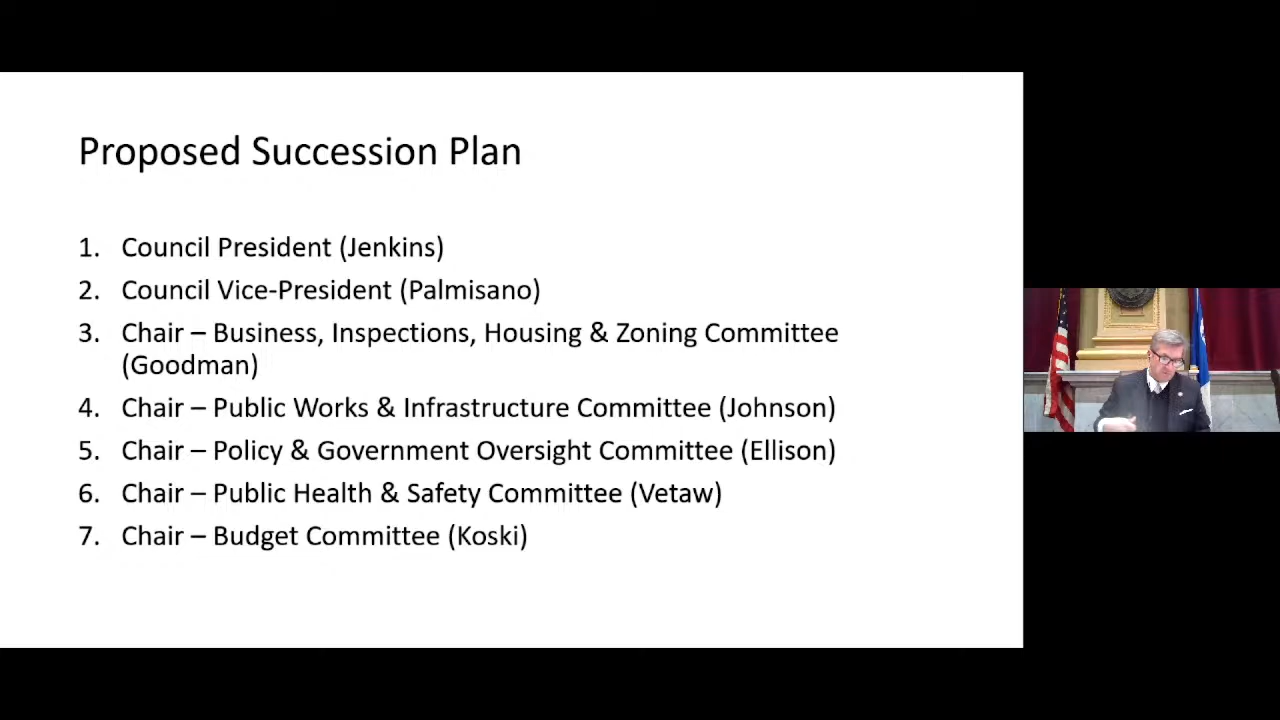 Proposed Succession Plan
1. Council President (Jenkins)
2. Council Vice-President (Palmisano)
3. Chair – Business, Inspections, Housing & Zoning Committee
(Goodman)
4. Chair – Public Works & Infrastructure Committee (Johnson)
5. Chair – Policy & Government Oversight Committee (Ellison)
6. Chair – Public Health & Safety Committee (Vetaw)
7. Chair – Budget Committee (Koski)